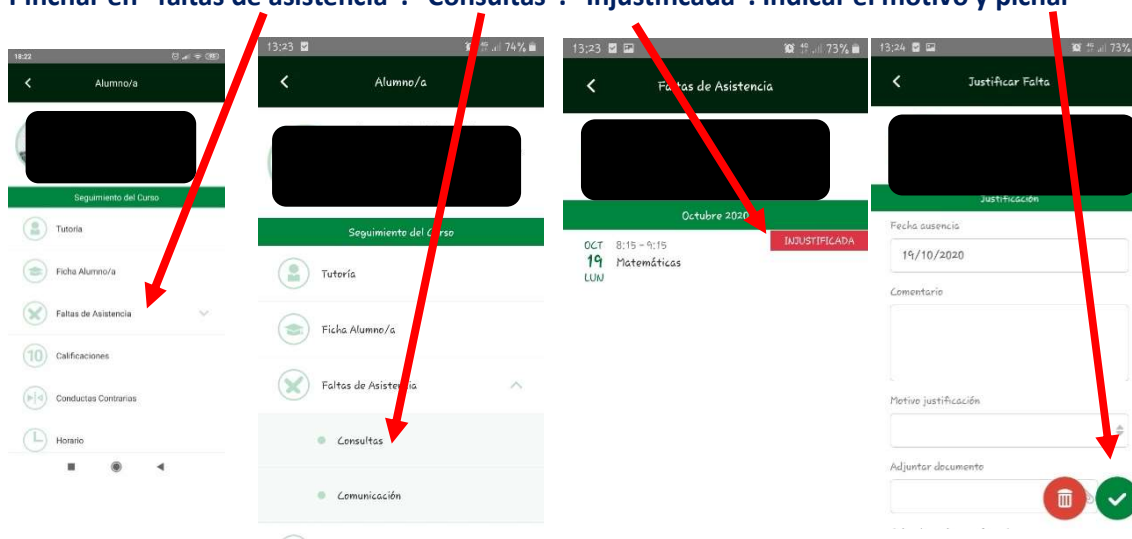 Pinchar en "faltas de asistencia". "Consultas". "Injustificada". Indicar el motivo y pichar
18:22
Alumno/a
Seguimiento del Curso
Tutoría
Ficha Alumno/a
Faltas de Asistencia
10 Calificaciones
Conductas Contrarias
Horario
13:23 74%
Alumno/a
Seguimiento del Curso
Tutoría
Ficha Alumno/a
Faltas de Asistencia
Consultas
Comunicación
13:23 73%
Faltas de Asistencia
Octubre 2020
INJUSTIFICADA
OCT 8:15 - 9:15
19 Matemáticas
LUN
13:24 73%
Justificar Falta
Justificación
Fecha ausencia
19/10/2020
Comentario
Motivo justificación
Adjuntar documento